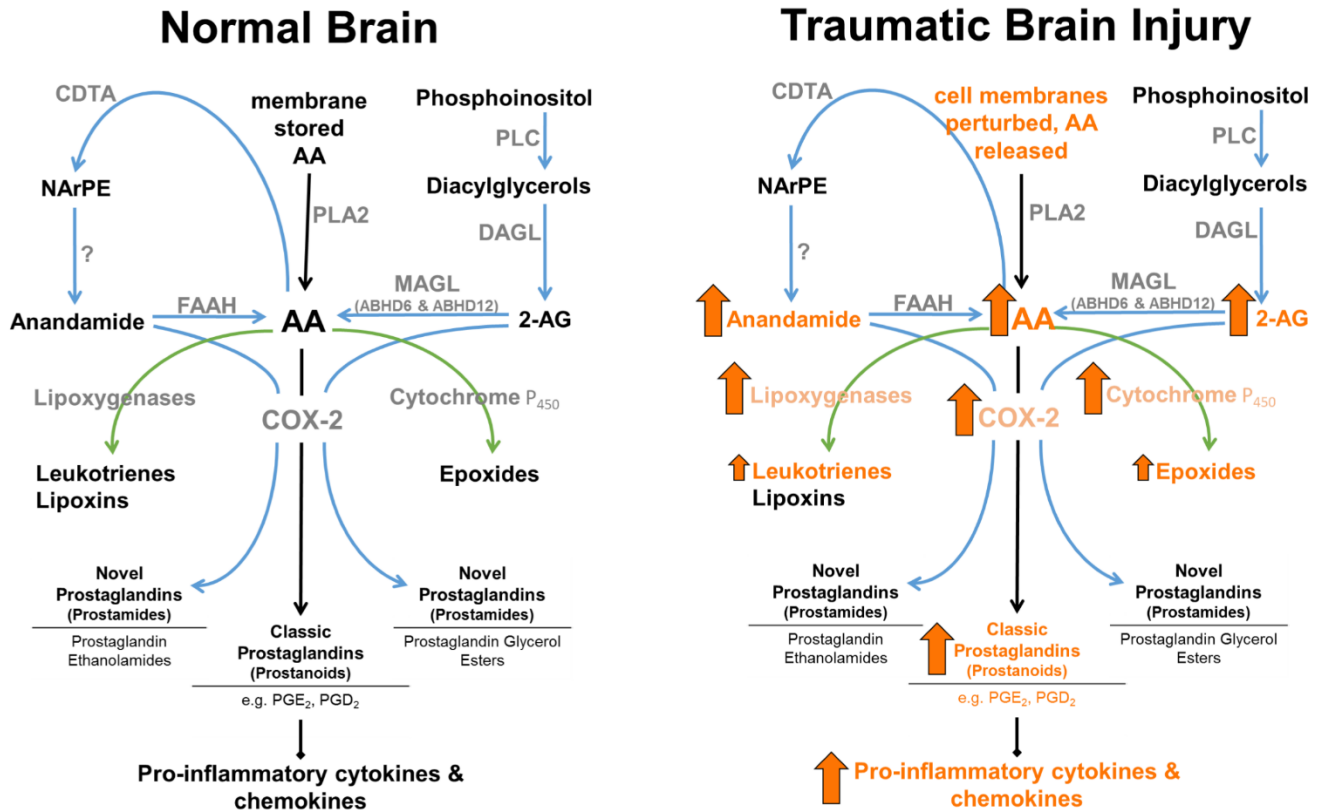 Normal Brain
CDTA
membrane
stored
AA
Phosphoinositol
PLC
NArPE
PLA2
Diacylglycerols
?
DAGL
MAGL
(ABHD6 & ABHD12)
FAAH
Anandamide
AA
2-AG
Lipoxygenases
COX-2
Cytochrome P450
Leukotrienes
Lipoxins
Epoxides
Novel
Prostaglandins
(Prostamides)
Prostaglandin
Ethanolamides
Classic
Prostaglandins
(Prostanoids)
e.g. PGE2, PGD2
Novel
Prostaglandins
(Prostamides)
Prostaglandin Glycerol
Esters
Pro-inflammatory cytokines &
chemokines
Traumatic Brain Injury
CDTA
cell membranes
perturbed, AA
released
Phosphoinositol
PLC
NArPE
PLA2
Diacylglycerols
?
DAGL
MAGL
(ABHD6 & ABHD12)
FAAH
Anandamide
AA
2-AG
Lipoxygenases
COX-2
Cytochrome P450
Leukotrienes
Lipoxins
Epoxides
Novel
Prostaglandins
(Prostamides)
Prostaglandin
Ethanolamides
Classic
Prostaglandins
(Prostanoids)
e.g. PGE2, PGD2
Novel
Prostaglandins
(Prostamides)
Prostaglandin Glycerol
Esters
Pro-inflammatory cytokines &
chemokines